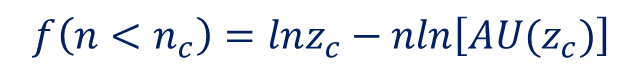 f(n < n_c) = lnz_c − nln[AU(z_c)]